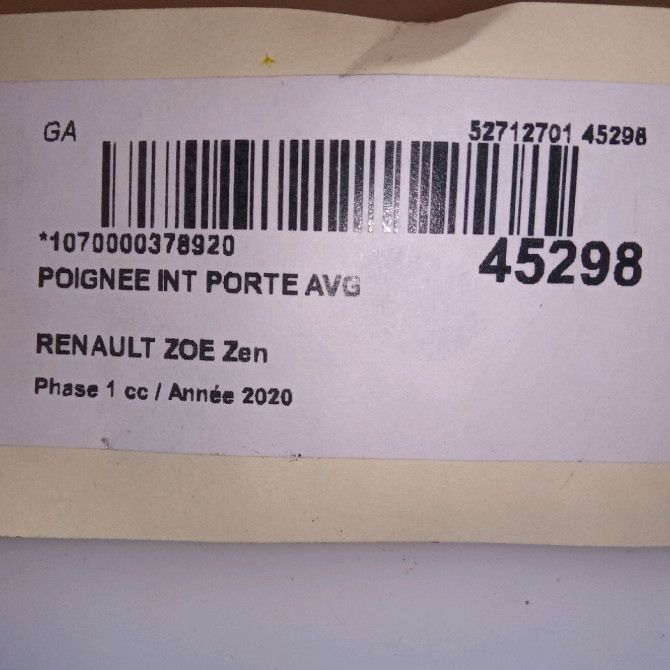 GA 52712701 45298
*1070000378920 45298
POIGNEE INT PORTE AVG
RENAULT ZOE Zen
Phase 1 cc / Année 2020